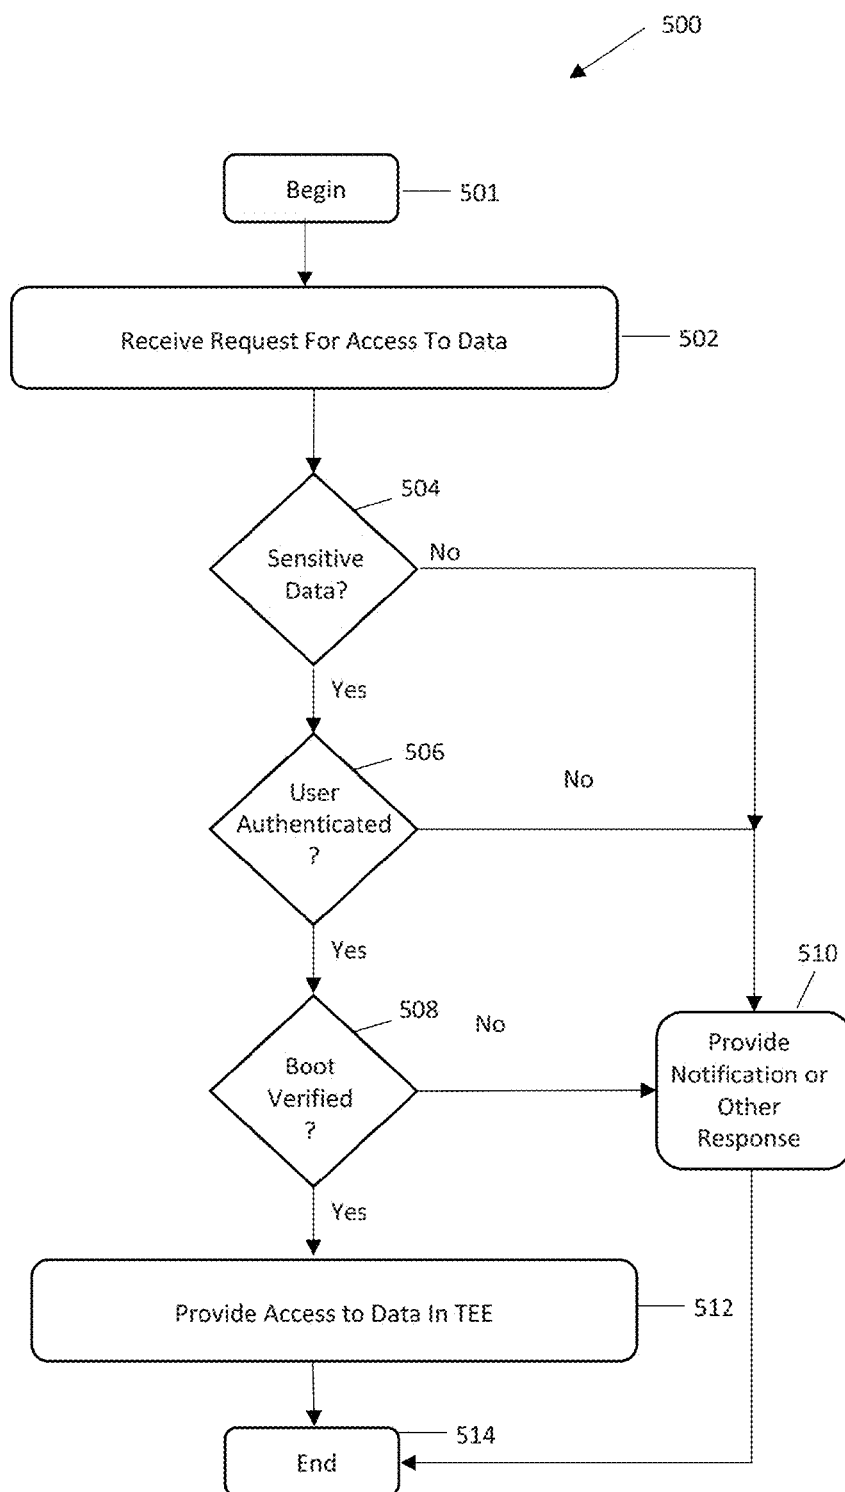 500
Begin
501
Receive Request For Access To Data
502
504
Sensitive
Data?
No
Yes
506
User
Authenticated
?
No
Yes
508
Boot
Verified
?
No
510
Provide
Notification or
Other
Response
Yes
Provide Access to Data In TEE
512
514
End